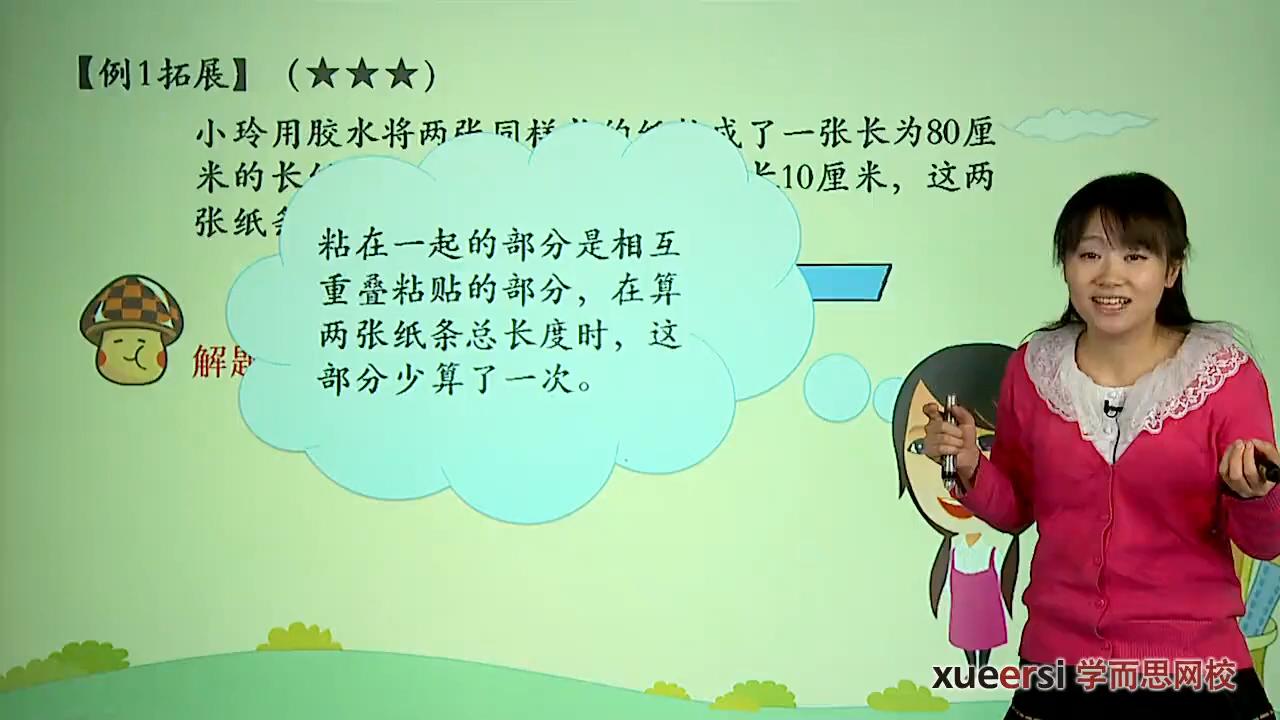 【例1拓展】（★★★）
小玲用胶水将两张同样 成了一张长为80厘
米的长 长10厘米，这两
张纸条
粘在一起的部分是相互
重叠粘贴的部分，在算
两张纸条总长度时，这
部分少算了一次。
解题
xueersi 学而思网校